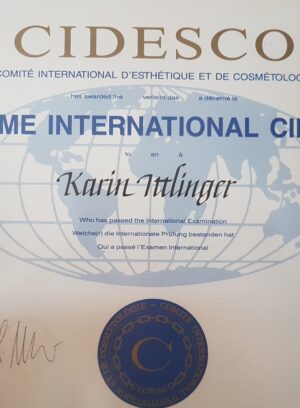 CIDESCO
COMITÉ INTERNATIONAL D'ESTHÉTIQUE ET DE COSMÉTOLOG
has awarded the verleiht das a décerné le
ME INTERNATIONAL CI
to an à
Karin Ittlinger
Who has passed the International Examination
Welche(r) die Internationale Prüfung bestanden hat
Qui a passé l'Examen International
CIDESCO